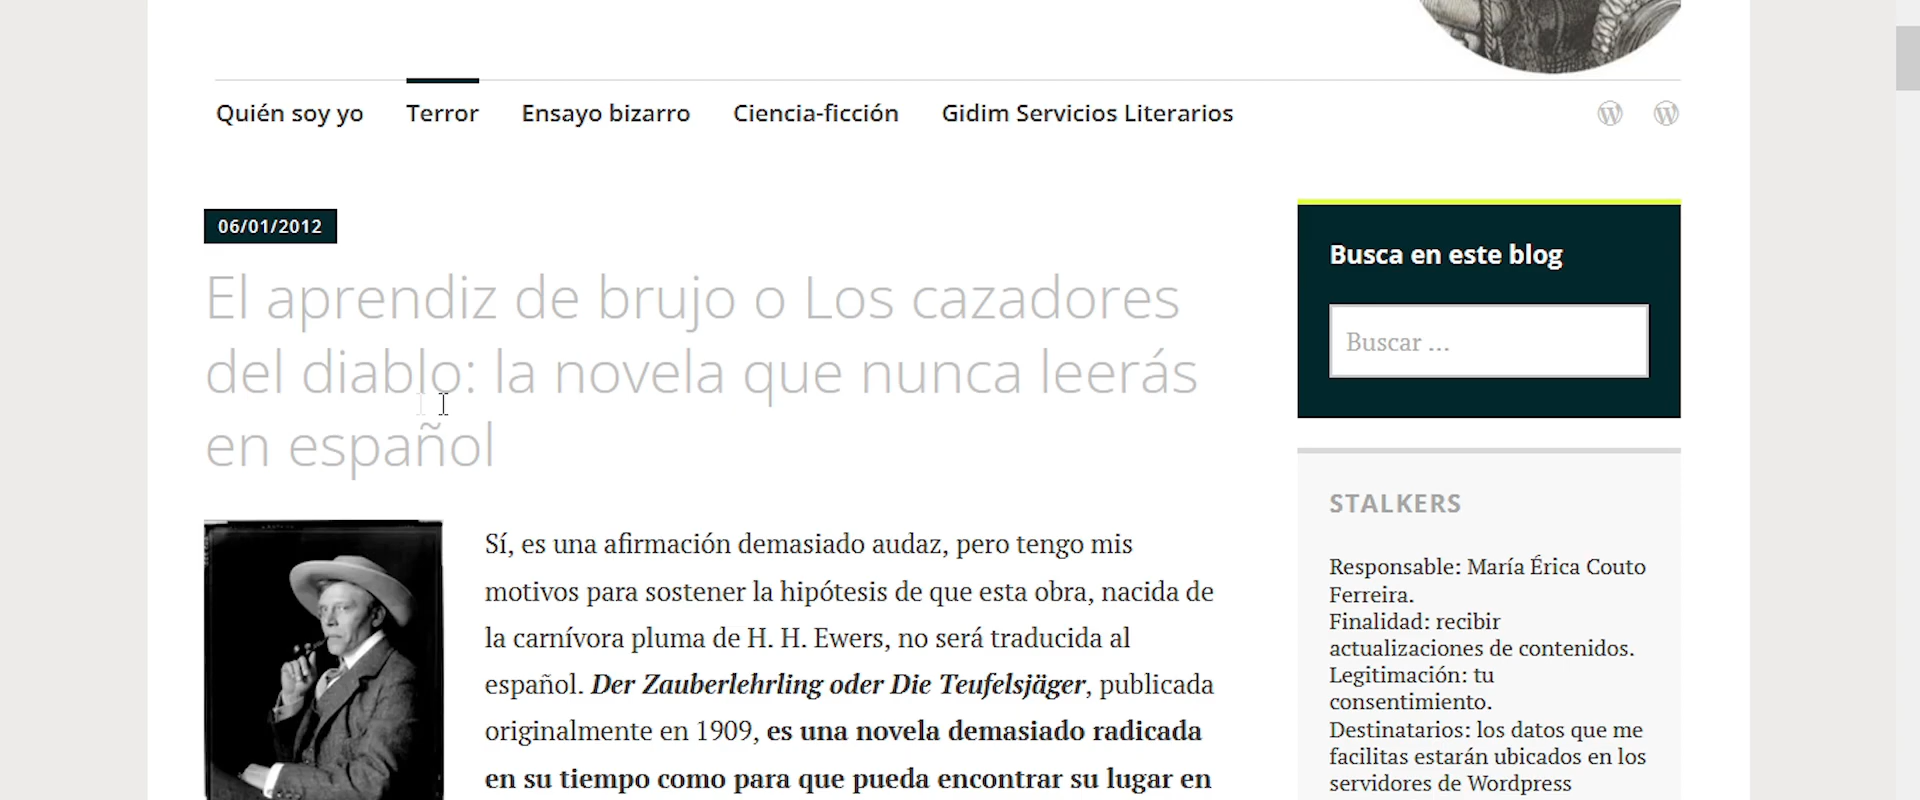 Quién soy yo Terror Ensayo bizarro Ciencia-ficción Gidim Servicios Literarios
06/01/2012
El aprendiz de brujo o Los cazadores
del diablo: la novela que nunca leerás
en español
Sí, es una afirmación demasiado audaz, pero tengo mis
motivos para sostener la hipótesis de que esta obra, nacida de
la carnívora pluma de H. H. Ewers, no será traducida al
español. Der Zauberlehrling oder Die Teufelsjäger, publicada
originalmente en 1909, es una novela demasiado radicada
en su tiempo como para que pueda encontrar su lugar en
Busca en este blog
Buscar ...
STALKERS
Responsable: María Érica Couto
Ferreira.
Finalidad: recibir
actualizaciones de contenidos.
Legitimación: tu
consentimiento.
Destinatarios: los datos que me
facilitas estarán ubicados en los
servidores de Wordpress